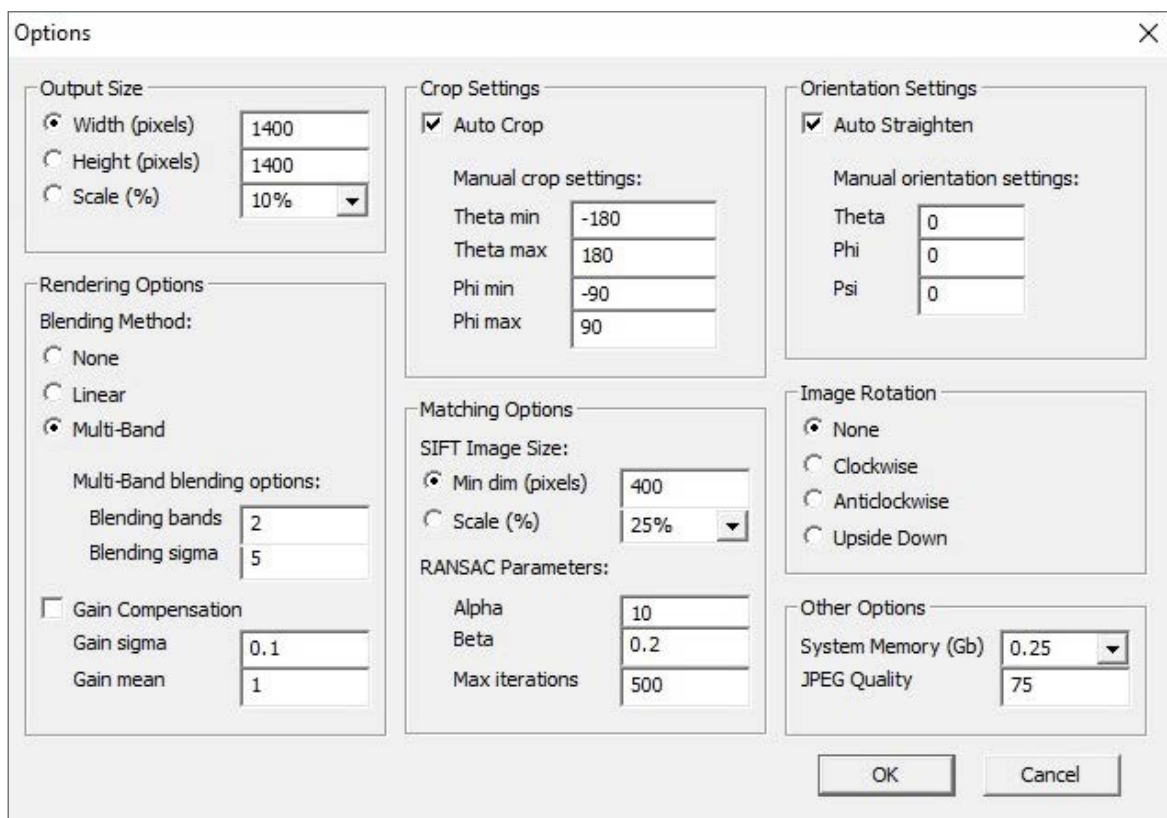 Options
Output Size
Width (pixels) 1400
Height (pixels) 1400
Scale (%) 10%
Rendering Options
Blending Method:
None
Linear
Multi-Band
Multi-Band blending options:
Blending bands 2
Blending sigma 5
Gain Compensation
Gain sigma 0.1
Gain mean 1
Crop Settings
Auto Crop
Manual crop settings:
Theta min -180
Theta max 180
Phi min -90
Phi max 90
Matching Options
SIFT Image Size:
Min dim (pixels) 400
Scale (%) 25%
RANSAC Parameters:
Alpha 10
Beta 0.2
Max iterations 500
Orientation Settings
Auto Straighten
Manual orientation settings:
Theta 0
Phi 0
Psi 0
Image Rotation
None
Clockwise
Anticlockwise
Upside Down
Other Options
System Memory (Gb) 0.25
JPEG Quality 75
OK Cancel